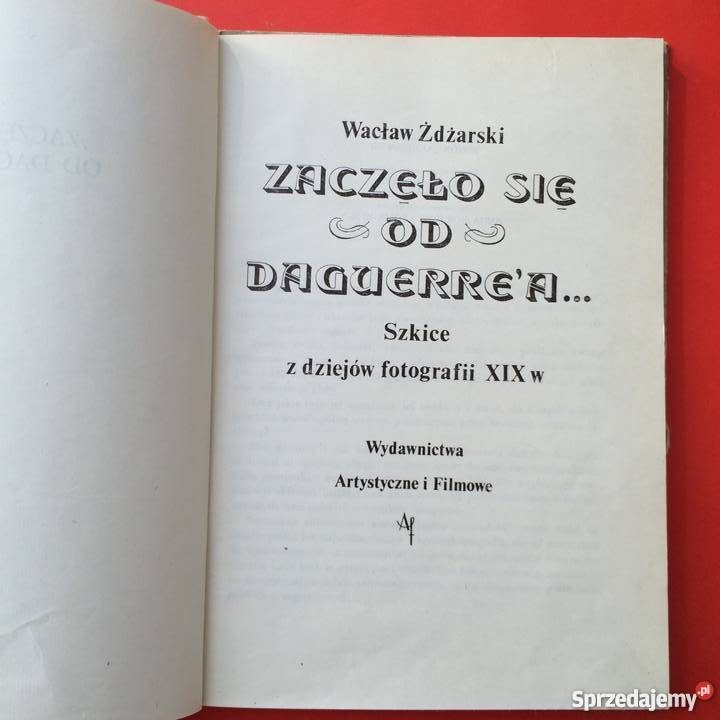 Wacław Żdżarski
ZACZĘŁO SIĘ
OD
DAGUERRE'A...
Szkice
z dziejów fotografii XIX w
Wydawnictwa
Artystyczne i Filmowe
Sprzedajemy.pl